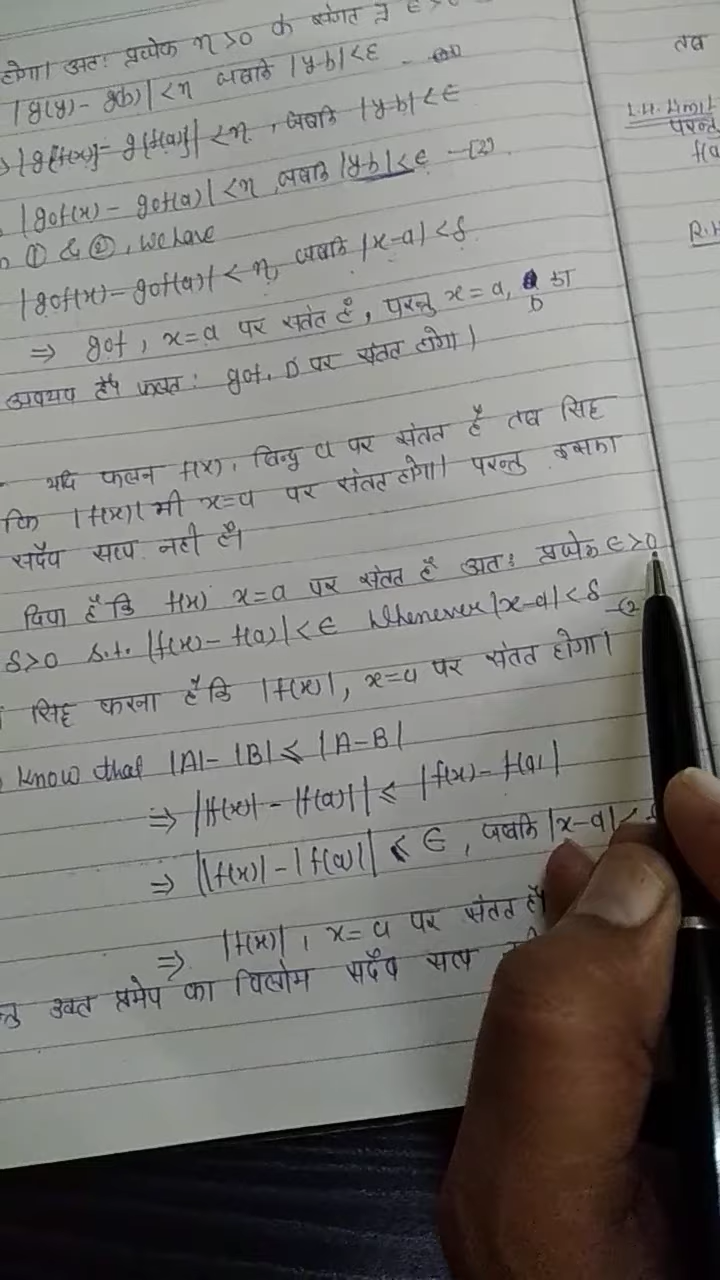 होगा। अतः प्रत्येक η>0 के संगत
|g(y) - g(b)| < η जबकि |y-b| < ε
|g[f(x)] - g[f(a)]| < η, जबकि |y-b| < ε
|gof(x) - gof(a)| < η, जबकि |y-b| < ε —(2)
① & ②, we have
|gof(x) - gof(a)| < η, जबकि |x-a| < δ
⇒ gof, x=a पर संतत है, परन्तु x=a, D का
अवयव है। फलतः gof, D पर संतत होगा।
यदि फलन f(x), बिन्दु a पर संतत है तब सिद्ध
कि |f(x)| भी x=a पर संतत होगा। परन्तु इसका
सदैव सत्य नही है।
दिया है कि f(x) x=a पर संतत है अतः प्रत्येक ε>0
δ>0 s.t. |f(x) - f(a)| < ε Whenever |x-a| < δ
सिद्ध करना है कि |f(x)|, x=a पर संतत होगा।
know that |A| - |B| ≤ |A-B|
⇒ ||f(x)| - |f(a)|| ≤ |f(x) - f(a)|
⇒ ||f(x)| - |f(a)|| < ε, जबकि |x-a| <
⇒ |f(x)|, x=a पर संतत है।
उक्त प्रमेय का विलोम सदैव सत्य
तब
L.H. limit
परन्तु
f(a
R.H